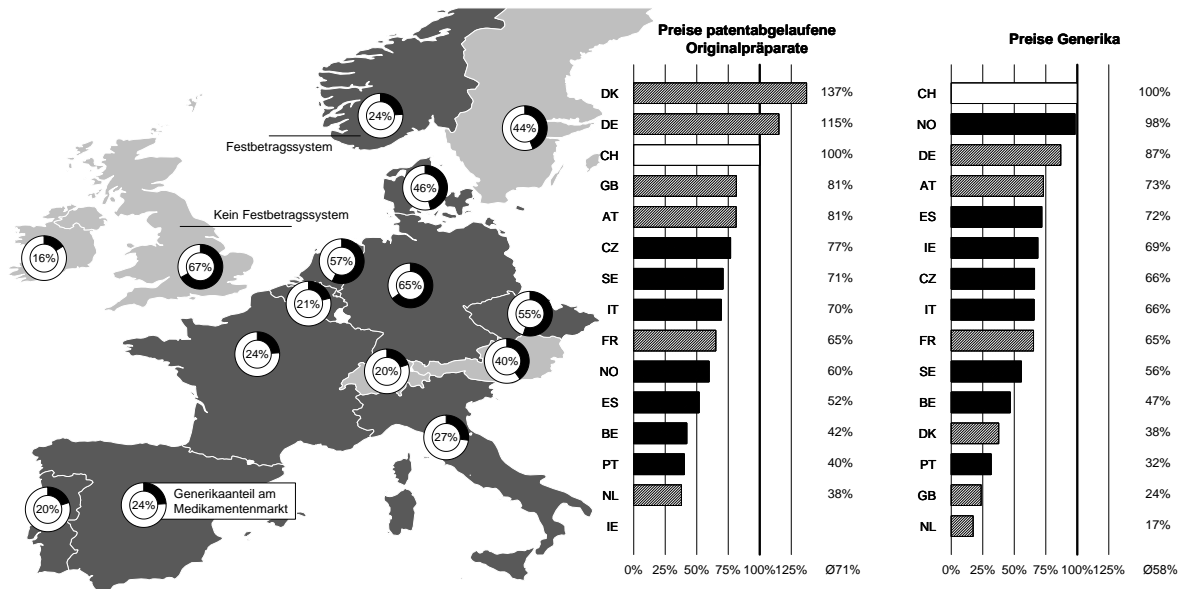 24%
44%
Festbetragssystem
46%
Kein Festbetragssystem
16%
67%
57%
65%
21%
55%
24%
20%
40%
27%
20%
24%
Generikaanteil am
Medikamentenmarkt
Preise patentabgelaufene
Originalpräparate
DK 137%
DE 115%
CH 100%
GB 81%
AT 81%
CZ 77%
SE 71%
IT 70%
FR 65%
NO 60%
ES 52%
BE 42%
PT 40%
NL 38%
IE
0% 25% 50% 75% 100% 125% Ø71%
Preise Generika
CH 100%
NO 98%
DE 87%
AT 73%
ES 72%
IE 69%
CZ 66%
IT 66%
FR 65%
SE 56%
BE 47%
DK 38%
PT 32%
GB 24%
NL 17%
0% 25% 50% 75% 100% 125% Ø58%